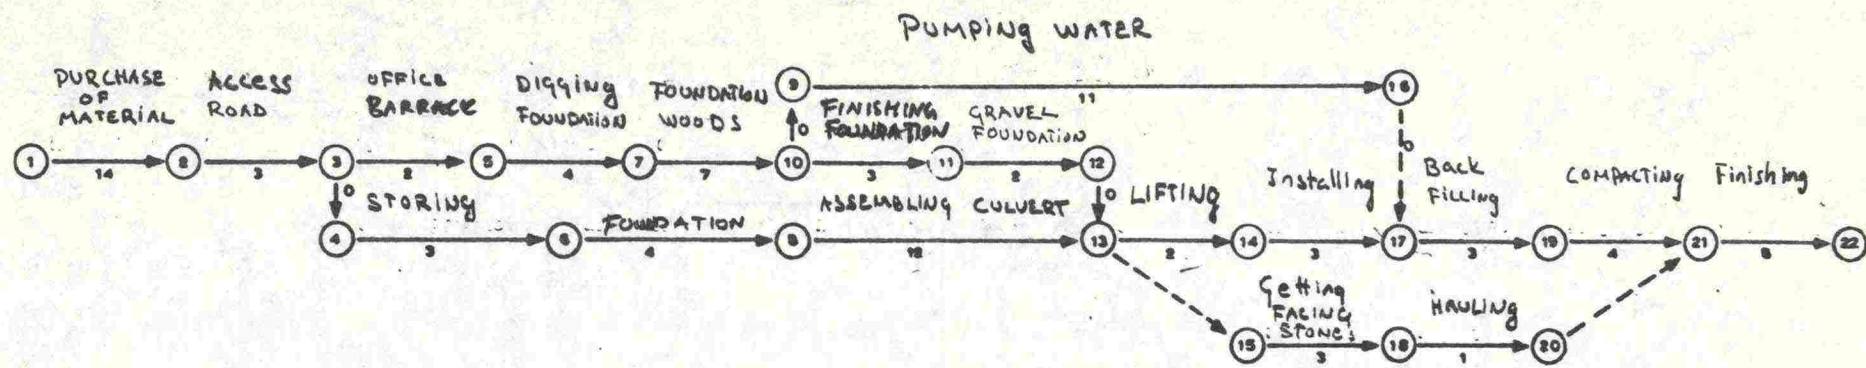 PUMPING WATER
PURCHASE OF MATERIAL
ACCESS ROAD
OFFICE BARRACK
DIGGING FOUNDATION
FOUNDATION WOODS
9
11
16
0
FINISHING FOUNDATION
GRAVEL FOUNDATION
0
1
14
2
3
3
2
5
4
7
7
10
3
11
2
12
0
STORING
ASSEMBLING CULVERT
0
LIFTING
Installing
Back Filling
COMPACTING
Finishing
FOUNDATION
4
3
6
4
8
12
13
2
14
3
17
3
19
4
21
22
Getting FACING STONES
HAULING
15
3
18
1
20